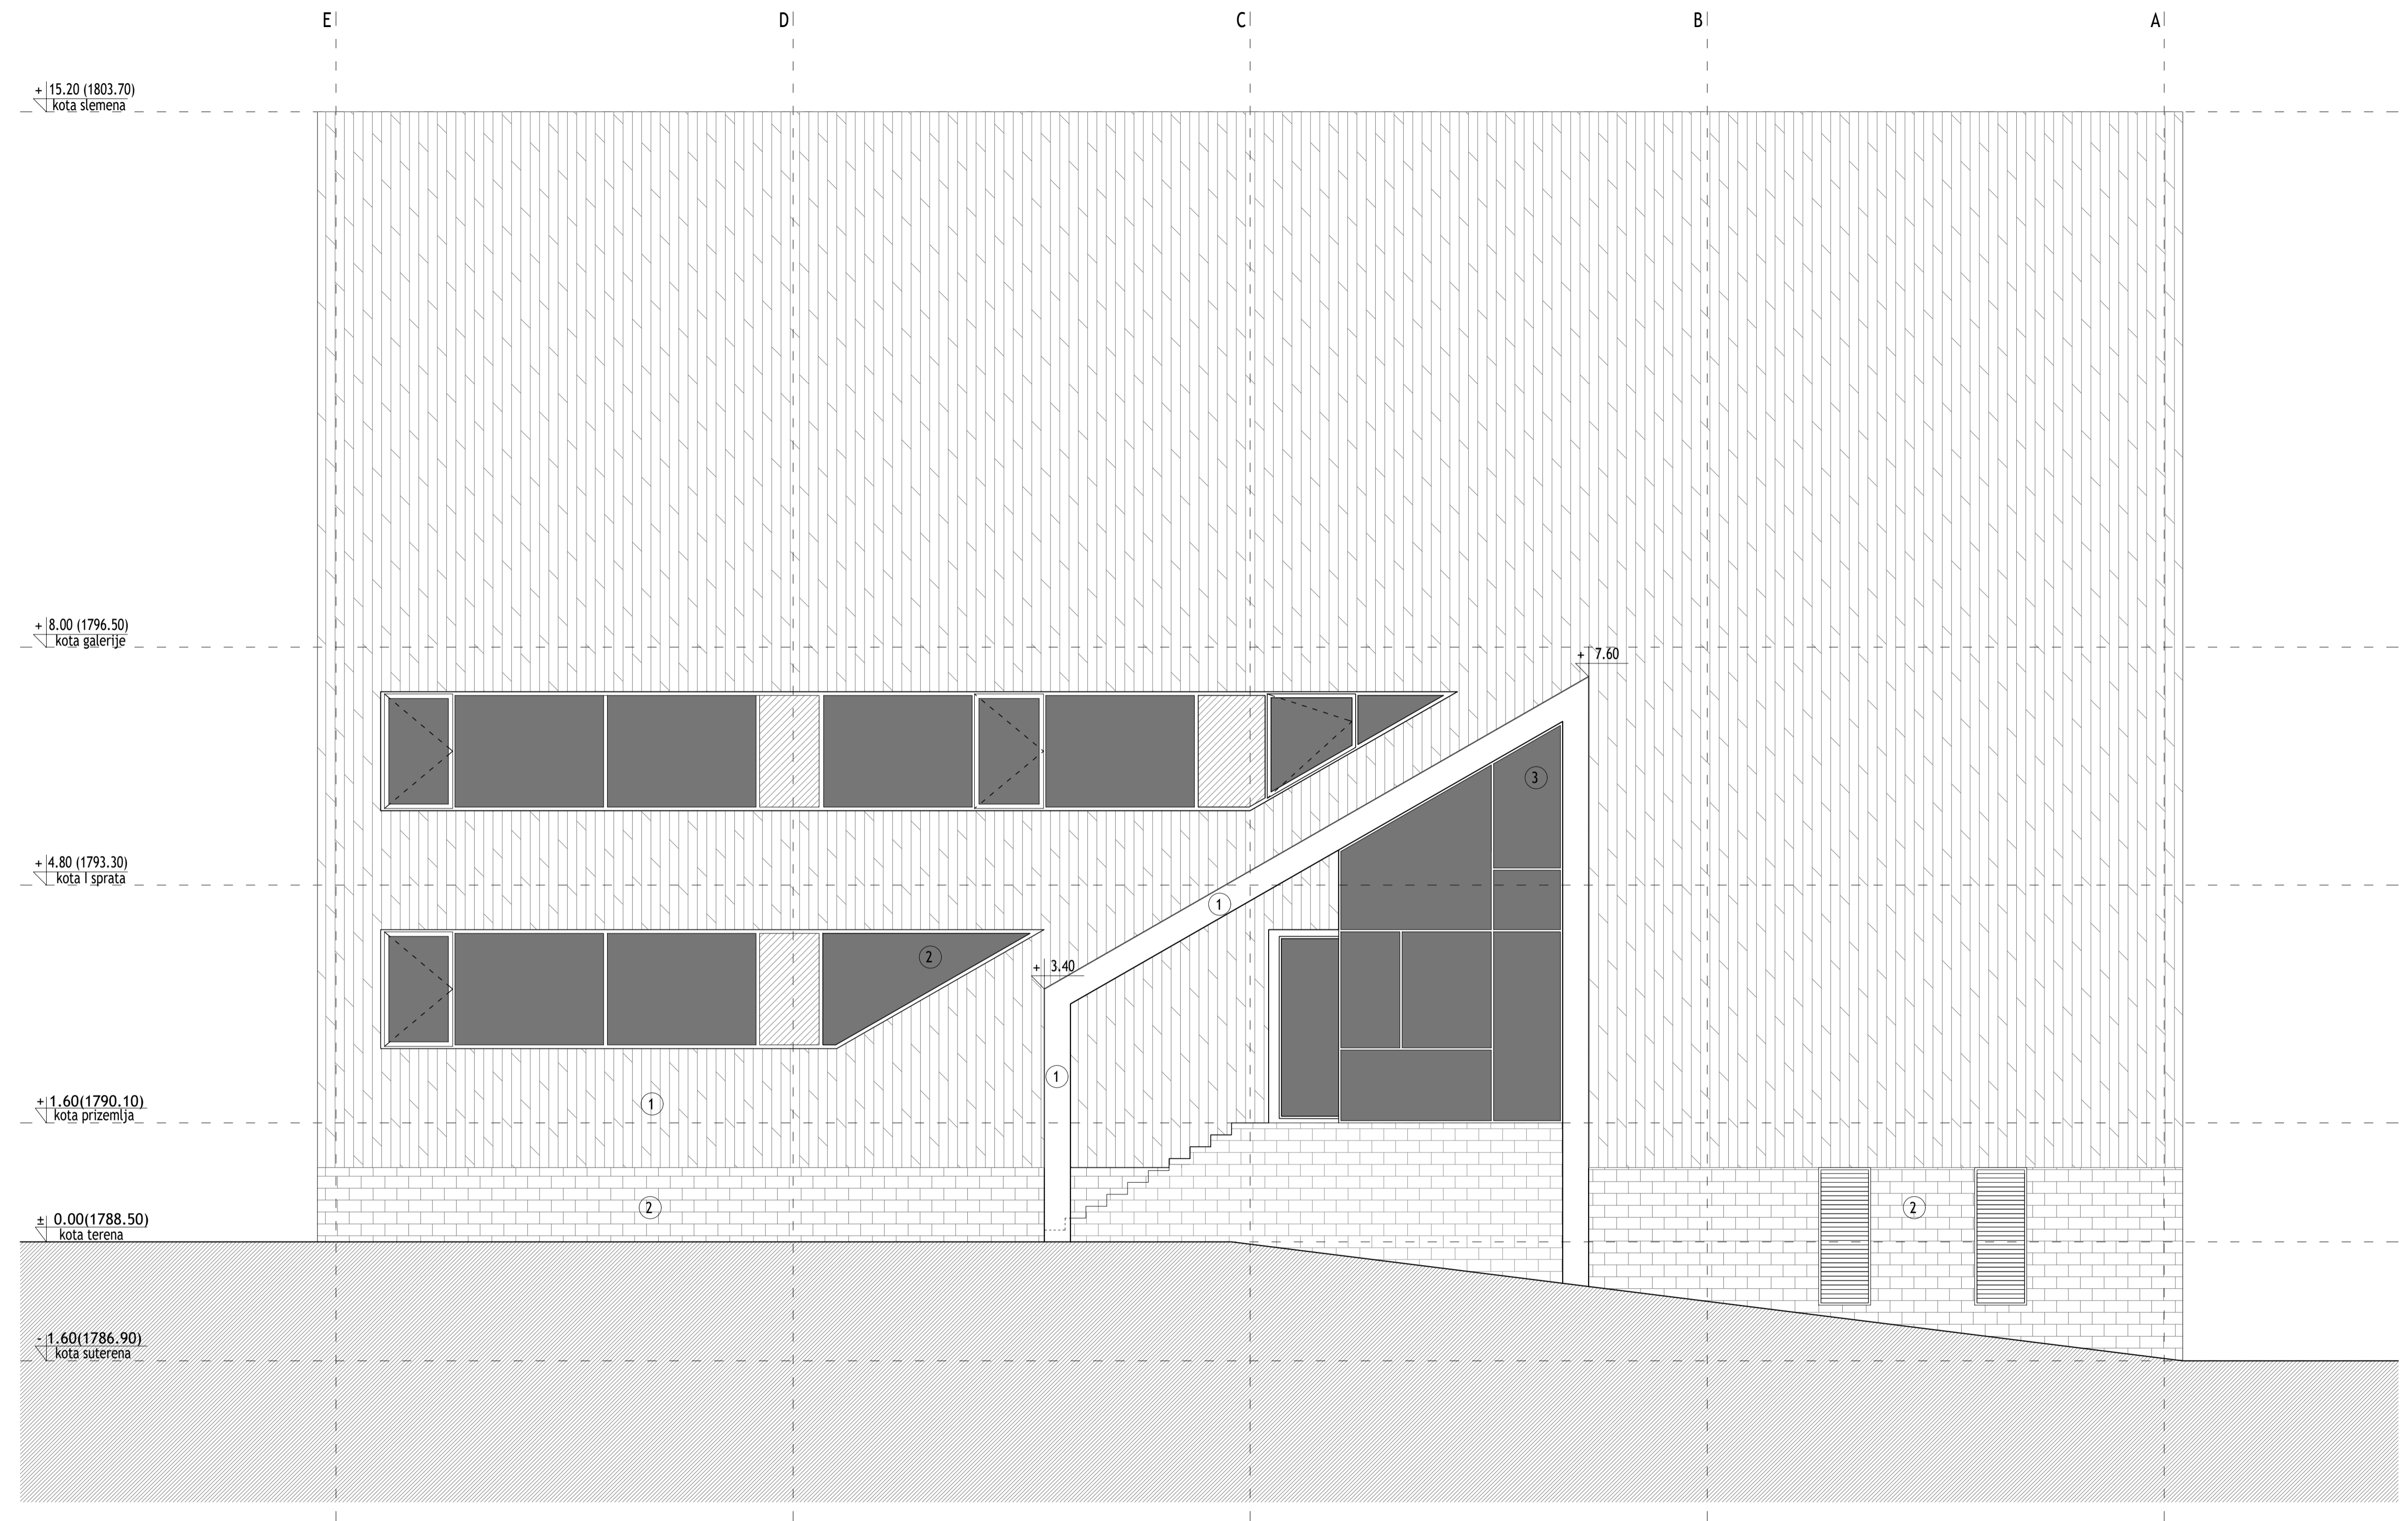 E D C B A
+ 15.20 (1803.70)
kota slemena
+ 8.00 (1796.50)
kota galerije
+ 7.60
3
+ 4.80 (1793.30)
kota I sprata
1
2
+ 3.40
1
+ 1.60(1790.10)
kota prizemlja
1
2
2
± 0.00(1788.50)
kota terena
- 1.60(1786.90)
kota suterena